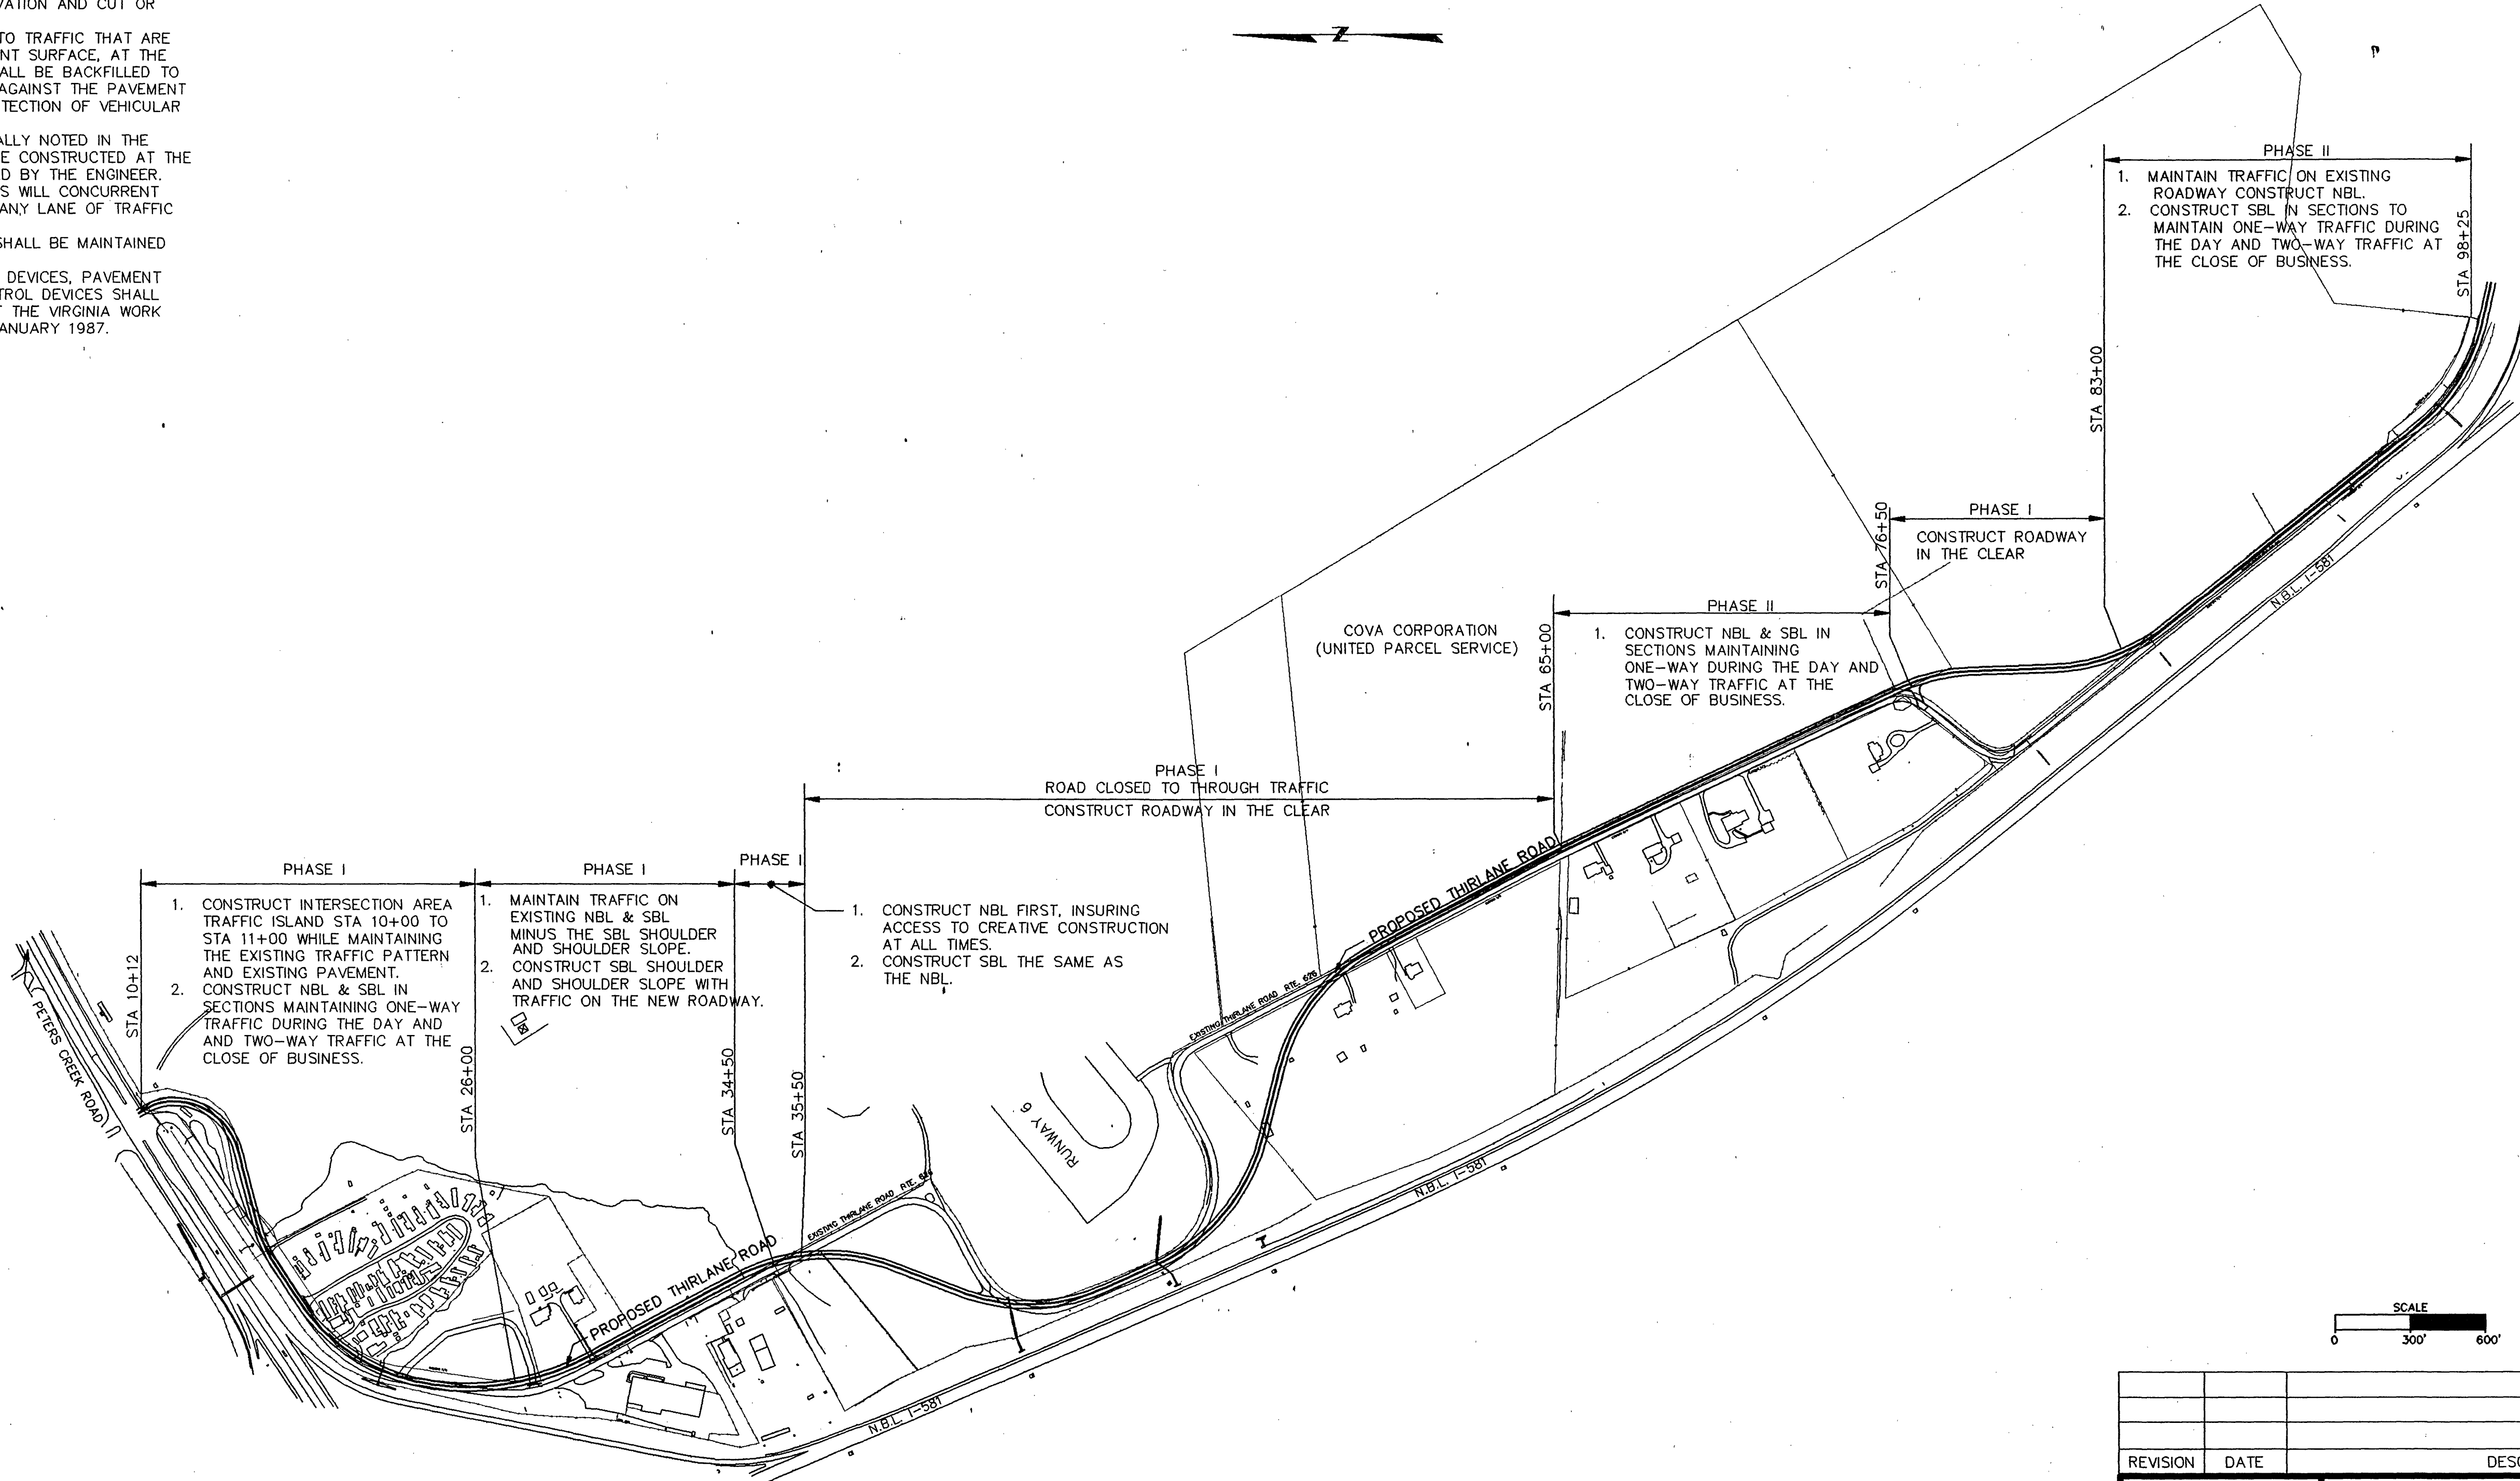 VATION AND CUT OR
TO TRAFFIC THAT ARE
NT SURFACE, AT THE
ALL BE BACKFILLED TO
AGAINST THE PAVEMENT
TECTION OF VEHICULAR
ALLY NOTED IN THE
E CONSTRUCTED AT THE
D BY THE ENGINEER.
S WILL CONCURRENT
ANY LANE OF TRAFFIC
SHALL BE MAINTAINED
DEVICES, PAVEMENT
TROL DEVICES SHALL
T THE VIRGINIA WORK
ANUARY 1987.
Z
PHASE II
1. MAINTAIN TRAFFIC ON EXISTING
ROADWAY CONSTRUCT NBL.
2. CONSTRUCT SBL IN SECTIONS TO
MAINTAIN ONE-WAY TRAFFIC DURING
THE DAY AND TWO-WAY TRAFFIC AT
THE CLOSE OF BUSINESS.
STA 98+25
STA 83+00
PHASE I
CONSTRUCT ROADWAY
IN THE CLEAR
STA 76+50
N.B.L. I-581
PHASE II
1. CONSTRUCT NBL & SBL IN
SECTIONS MAINTAINING
ONE-WAY DURING THE DAY AND
TWO-WAY TRAFFIC AT THE
CLOSE OF BUSINESS.
COVA CORPORATION
(UNITED PARCEL SERVICE)
STA 65+00
PHASE I
ROAD CLOSED TO THROUGH TRAFFIC
CONSTRUCT ROADWAY IN THE CLEAR
PROPOSED THIRLANE ROAD
PHASE I
1. CONSTRUCT INTERSECTION AREA
TRAFFIC ISLAND STA 10+00 TO
STA 11+00 WHILE MAINTAINING
THE EXISTING TRAFFIC PATTERN
AND EXISTING PAVEMENT.
2. CONSTRUCT NBL & SBL IN
SECTIONS MAINTAINING ONE-WAY
TRAFFIC DURING THE DAY AND
AND TWO-WAY TRAFFIC AT THE
CLOSE OF BUSINESS.
PHASE I
1. MAINTAIN TRAFFIC ON
EXISTING NBL & SBL
MINUS THE SBL SHOULDER
AND SHOULDER SLOPE.
2. CONSTRUCT SBL SHOULDER
AND SHOULDER SLOPE WITH
TRAFFIC ON THE NEW ROADWAY.
PHASE I
1. CONSTRUCT NBL FIRST, INSURING
ACCESS TO CREATIVE CONSTRUCTION
AT ALL TIMES.
2. CONSTRUCT SBL THE SAME AS
THE NBL.
STA 10+12
PETERS CREEK ROAD
STA 26+00
STA 34+50
STA 35+50
EXISTING THIRLANE ROAD RTE. 626
RUNWAY 6
EXISTING THIRLANE ROAD RTE. 626
N.B.L. I-581
PROPOSED THIRLANE ROAD
N.B.L. I-581
SCALE
0 300' 600'
REVISION DATE DESC